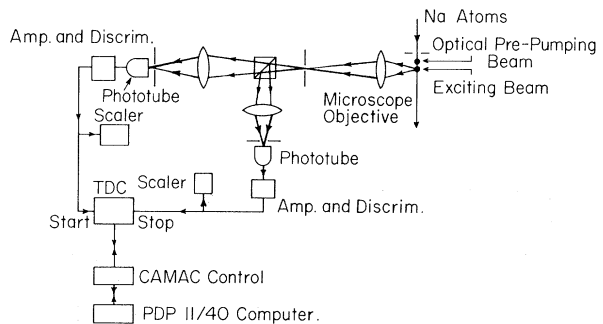 Na Atoms
Amp. and Discrim.
Optical Pre-Pumping
Beam
Phototube
Microscope
Objective
Exciting Beam
Scaler
Phototube
TDC
Scaler
Start
Stop
Amp. and Discrim.
CAMAC Control
PDP 11/40 Computer.